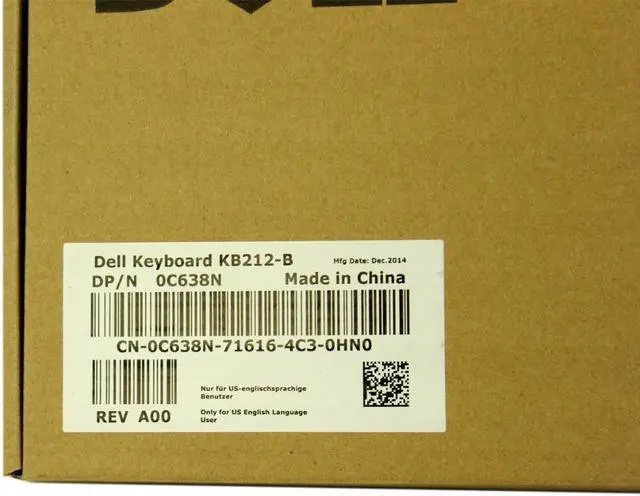 DELL
Dell Keyboard KB212-B
Mfg Date: Dec.2014
DP/N 0C638N
Made in China
CN-0C638N-71616-4C3-0HN0
Nur für US-englischsprachige
Benutzer
REV A00
Only for US English Language
User